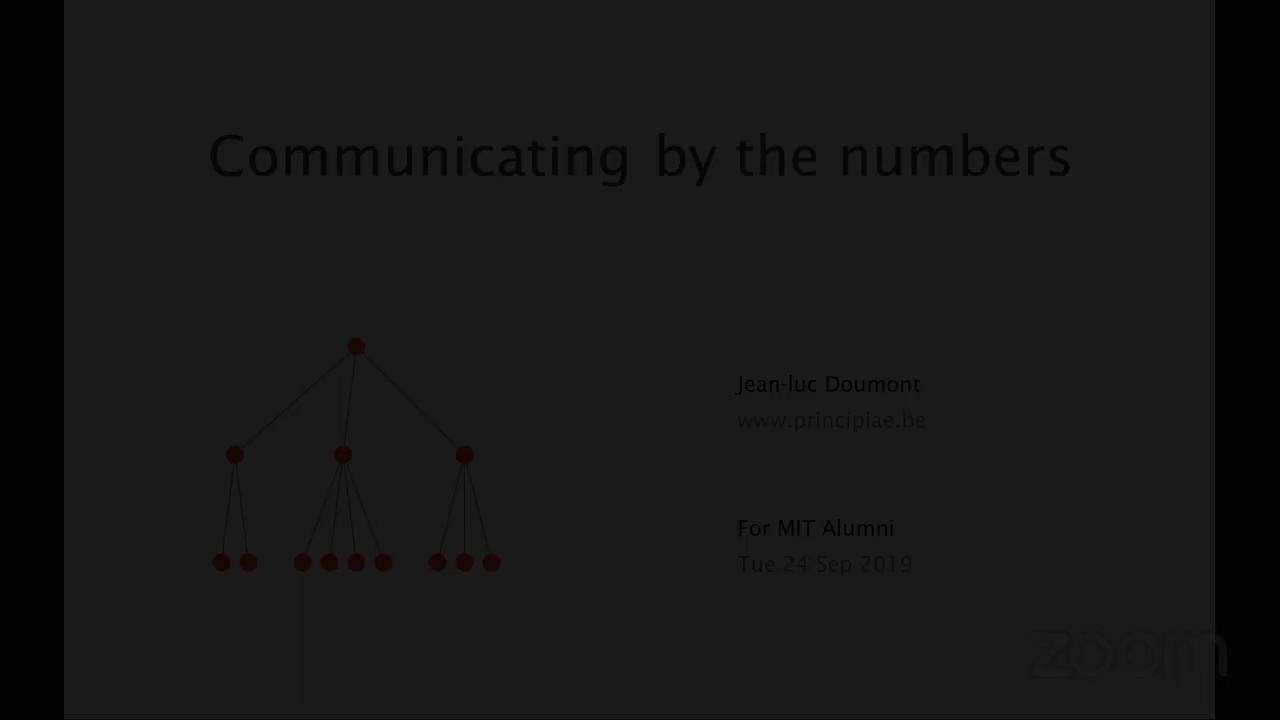 Communicating by the numbers
Jean-luc Doumont
www.principiae.be
For MIT Alumni
Tue 24 Sep 2019
zoom